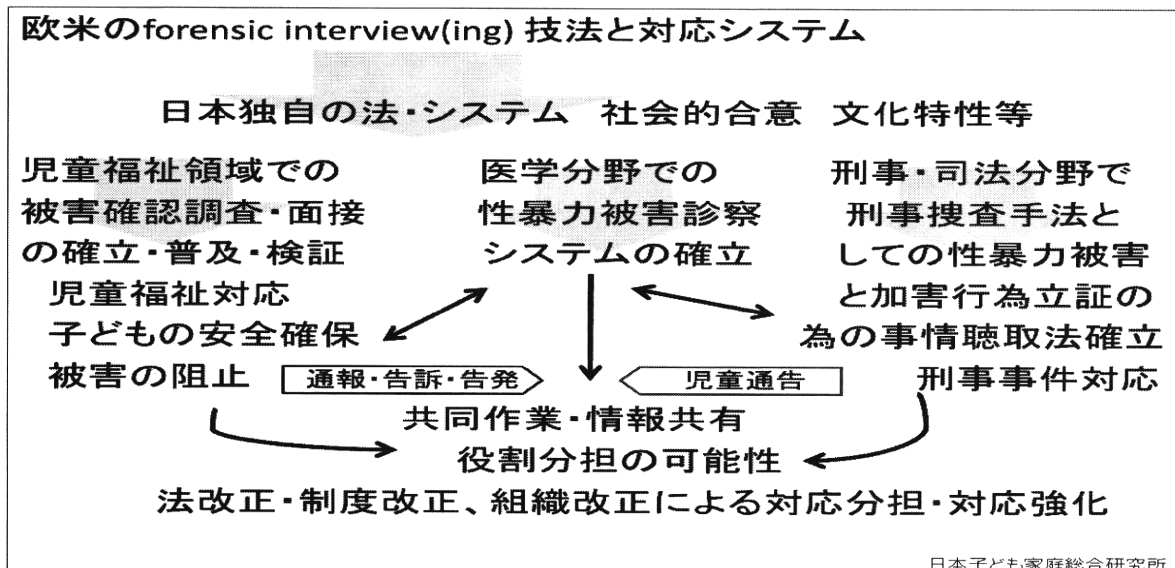 欧米のforensic interview(ing) 技法と対応システム
日本独自の法・システム 社会的合意 文化特性等
児童福祉領域での
被害確認調査・面接
の確立・普及・検証
児童福祉対応
子どもの安全確保
被害の阻止
医学分野での
性暴力被害診察
システムの確立
刑事・司法分野で
刑事捜査手法と
しての性暴力被害
と加害行為立証の
為の事情聴取法確立
刑事事件対応
通報・告訴・告発
児童通告
共同作業・情報共有
役割分担の可能性
法改正・制度改正、組織改正による対応分担・対応強化
日本子ども家庭総合研究所